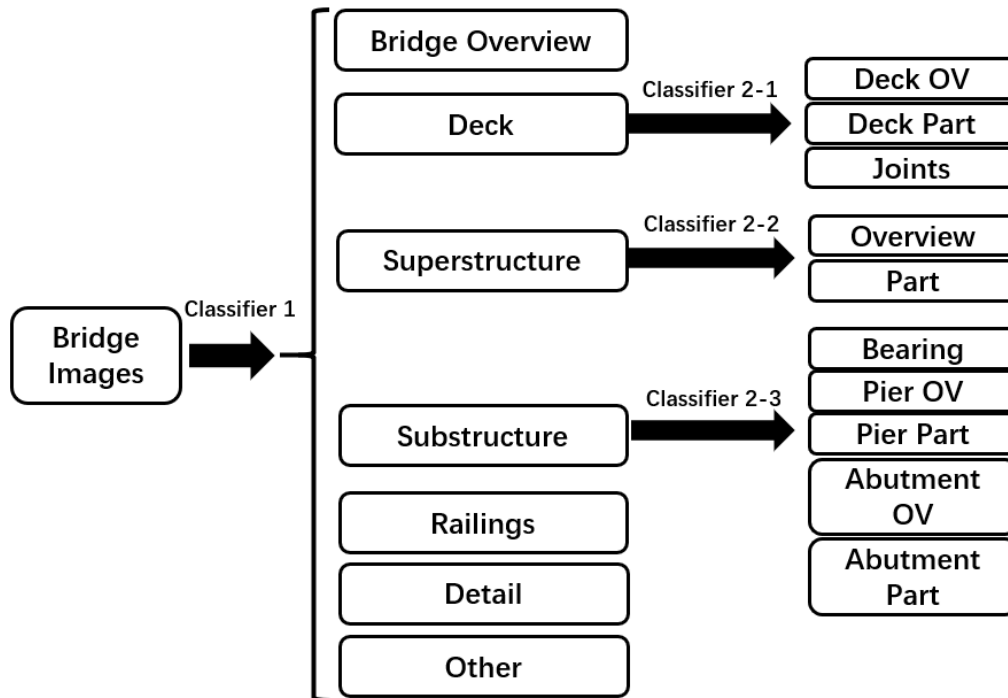 Bridge Images
Classifier 1
Bridge Overview
Deck
Classifier 2-1
Deck OV
Deck Part
Joints
Superstructure
Classifier 2-2
Overview
Part
Substructure
Classifier 2-3
Bearing
Pier OV
Pier Part
Abutment
OV
Abutment
Part
Railings
Detail
Other